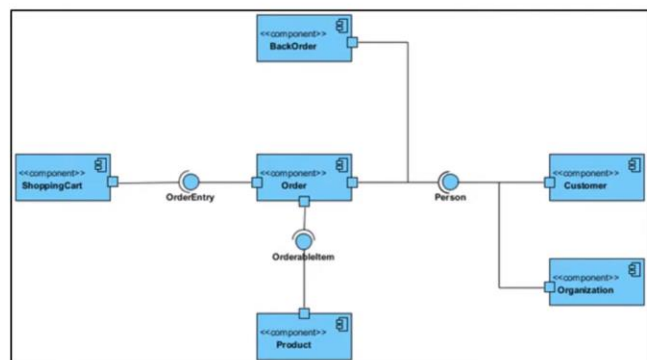 <<component>>
BackOrder
<<component>>
ShoppingCart
OrderEntry
<<component>>
Order
Person
<<component>>
Customer
OrderableItem
<<component>>
Organization
<<component>>
Product